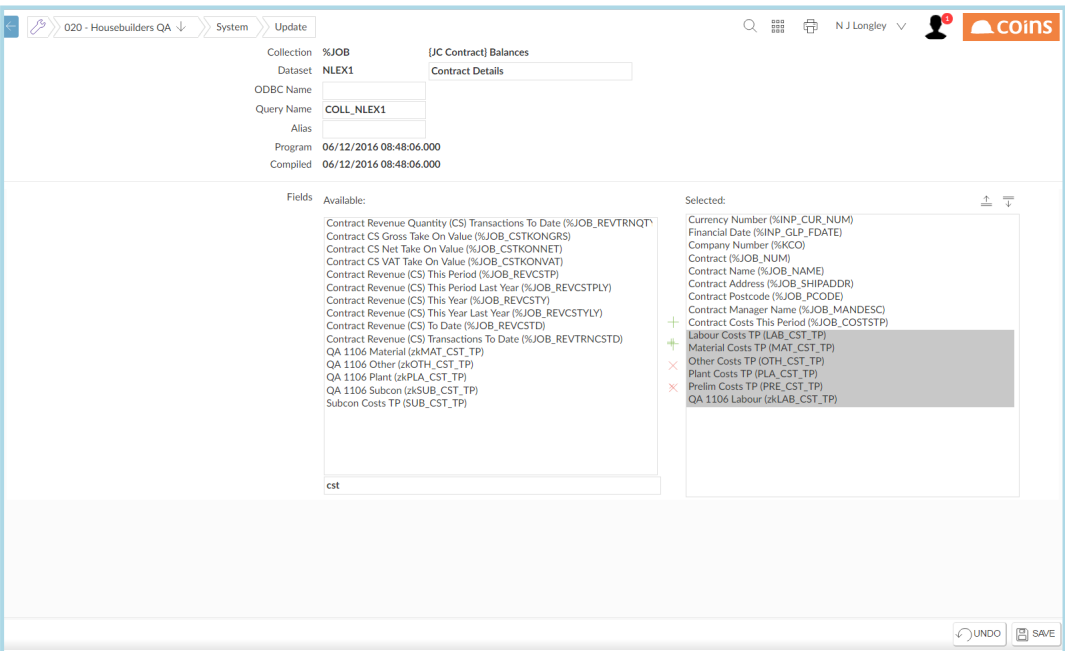 020 - Housebuilders QA System Update N J Longley 1 coins
Collection %JOB {JC Contract} Balances
Dataset NLEX1 Contract Details
ODBC Name
Query Name COLL_NLEX1
Alias
Program 06/12/2016 08:48:06.000
Compiled 06/12/2016 08:48:06.000
Fields Available: Selected:
Contract Revenue Quantity (CS) Transactions To Date (%JOB_REVTRNQTY
Contract CS Gross Take On Value (%JOB_CSTKONGRS)
Contract CS Net Take On Value (%JOB_CSTKONNET)
Contract CS VAT Take On Value (%JOB_CSTKONVAT)
Contract Revenue (CS) This Period (%JOB_REVCSTP)
Contract Revenue (CS) This Period Last Year (%JOB_REVCSTPLY)
Contract Revenue (CS) This Year (%JOB_REVCSTY)
Contract Revenue (CS) This Year Last Year (%JOB_REVCSTYLY)
Contract Revenue (CS) To Date (%JOB_REVCSTD)
Contract Revenue (CS) Transactions To Date (%JOB_REVTRNCSTD)
QA 1106 Material (zkMAT_CST_TP)
QA 1106 Other (zkOTH_CST_TP)
QA 1106 Plant (zkPLA_CST_TP)
QA 1106 Subcon (zkSUB_CST_TP)
Subcon Costs TP (SUB_CST_TP)
cst
Currency Number (%INP_CUR_NUM)
Financial Date (%INP_GLP_FDATE)
Company Number (%KCO)
Contract (%JOB_NUM)
Contract Name (%JOB_NAME)
Contract Address (%JOB_SHIPADDR)
Contract Postcode (%JOB_PCODE)
Contract Manager Name (%JOB_MANDESC)
Contract Costs This Period (%JOB_COSTSTP)
Labour Costs TP (LAB_CST_TP)
Material Costs TP (MAT_CST_TP)
Other Costs TP (OTH_CST_TP)
Plant Costs TP (PLA_CST_TP)
Prelim Costs TP (PRE_CST_TP)
QA 1106 Labour (zkLAB_CST_TP)
UNDO SAVE